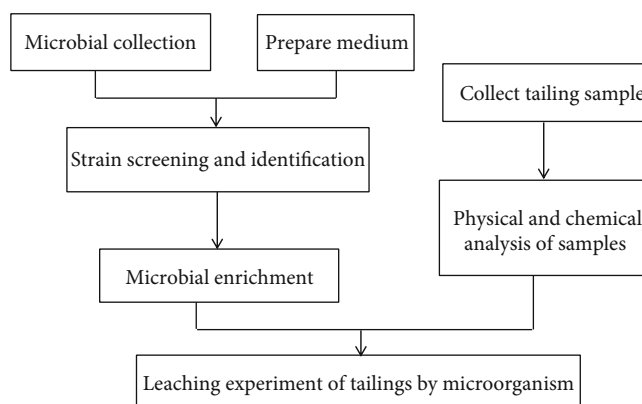 Microbial collection
Prepare medium
Collect tailing sample
Strain screening and identification
Physical and chemical
analysis of samples
Microbial enrichment
Leaching experiment of tailings by microorganism